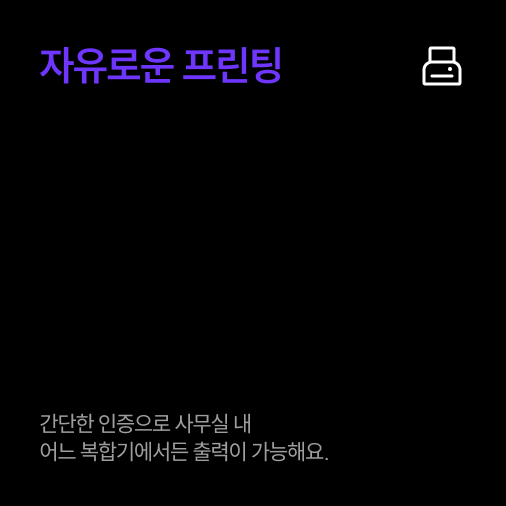 자유로운 프린팅
간단한 인증으로 사무실 내
어느 복합기에서든 출력이 가능해요.